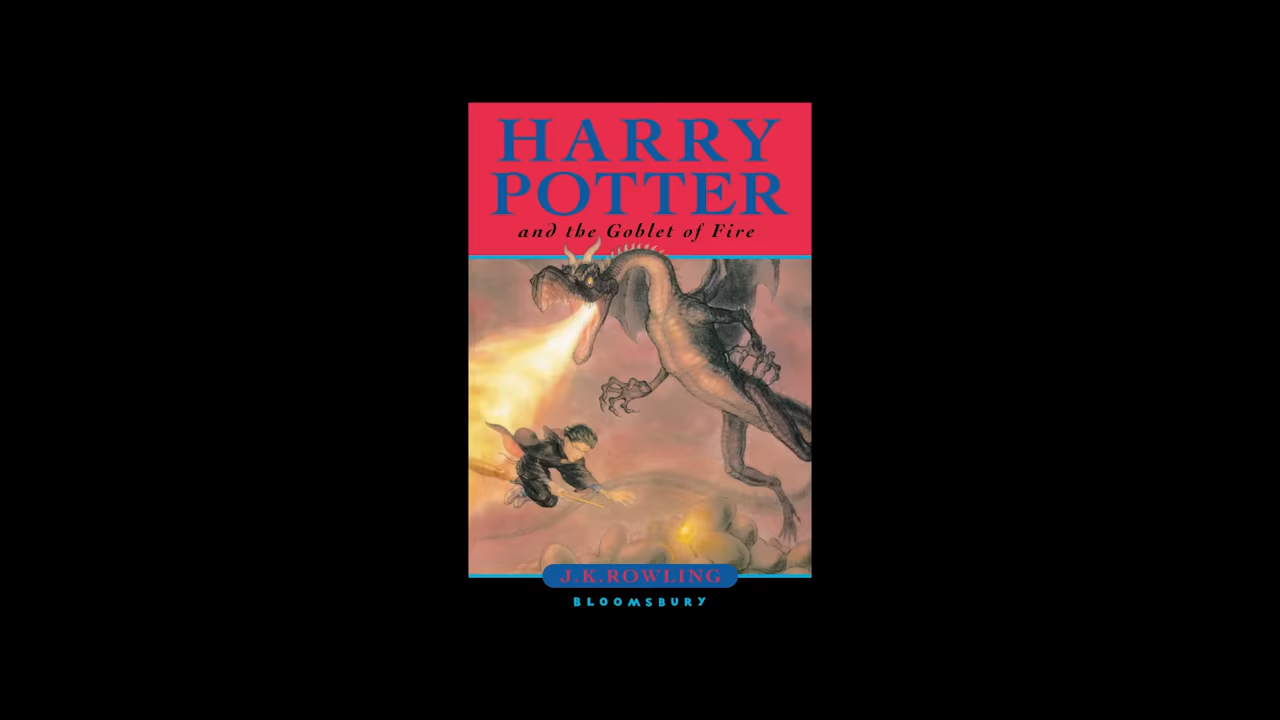 HARRY
POTTER
and the Goblet of Fire
J.K.ROWLING
BLOOMSBURY